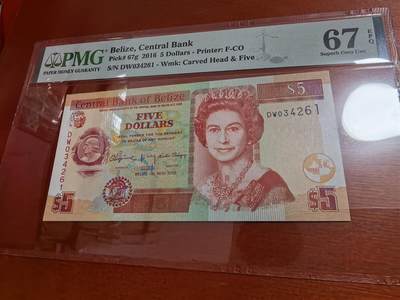 PMG
PAPER MONEY GUARANTY
Belize, Central Bank
Pick# 67g 2016 5 Dollars - Printer: F-CO
S/N DW034261 - Wmk: Carved Head & Five
67 EPQ
Superb Gem Unc
Central Bank of Belize
$5
FIVE
DOLLARS
DW034261
DW034261
$5
$5